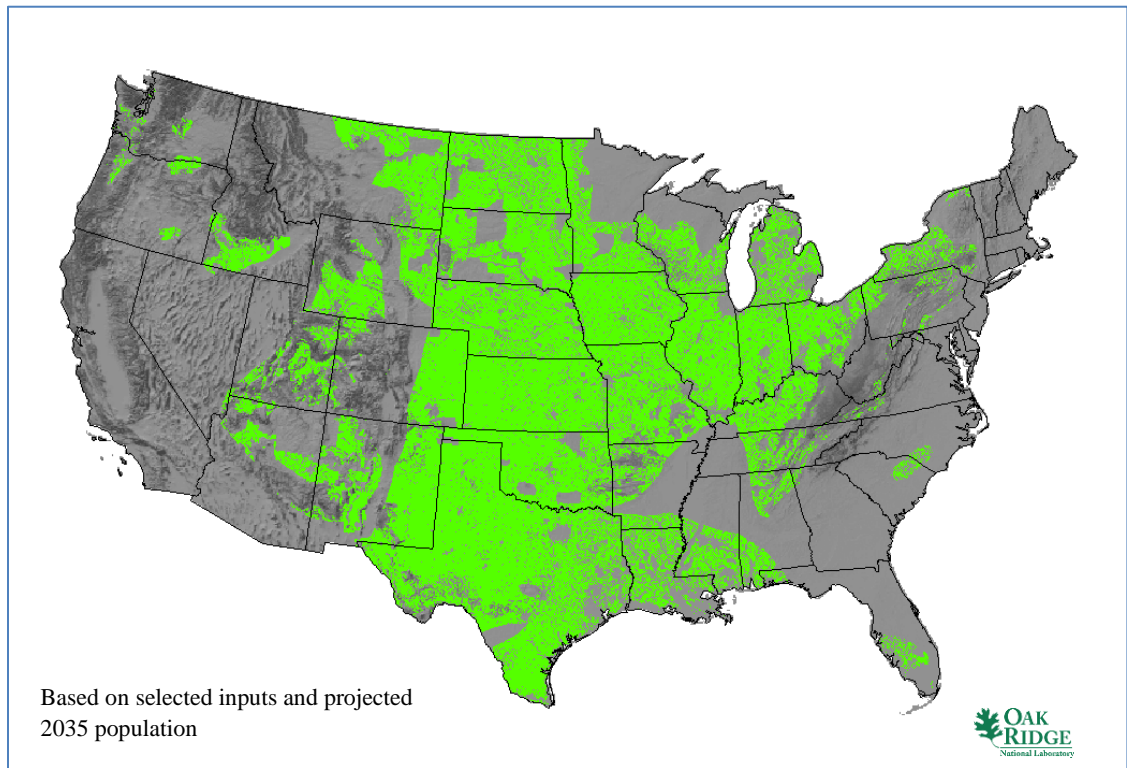 Based on selected inputs and projected
2035 population
OAK
RIDGE
National Laboratory